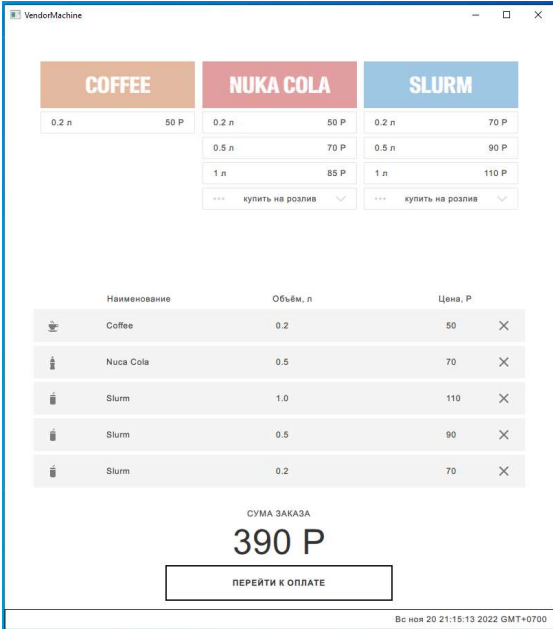 VendorMachine
COFFEE NUKA COLA SLURM
0.2 л 50 Р 0.2 л 50 Р 0.2 л 70 Р
0.5 л 70 Р 0.5 л 90 Р
1 л 85 Р 1 л 110 Р
купить на розлив купить на розлив
Наименование Объём, л Цена, Р
Coffee 0.2 50
Nuca Cola 0.5 70
Slurm 1.0 110
Slurm 0.5 90
Slurm 0.2 70
СУМА ЗАКАЗА
390 Р
ПЕРЕЙТИ К ОПЛАТЕ
Вс ноя 20 21:15:13 2022 GMT+0700